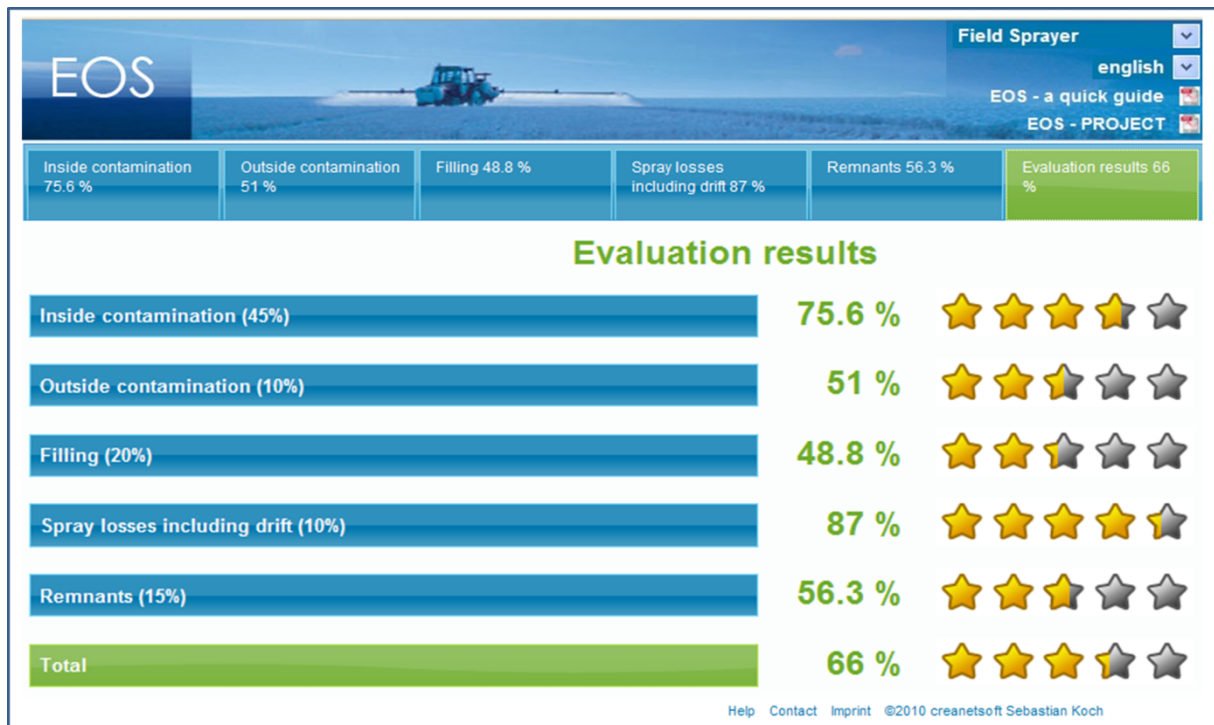 EOS
Field Sprayer
english
EOS - a quick guide
EOS - PROJECT
Inside contamination
75.6 %
Outside contamination
51 %
Filling 48.8 %
Spray losses
including drift 87 %
Remnants 56.3 %
Evaluation results 66
%
Evaluation results
Inside contamination (45%) 75.6 %
Outside contamination (10%) 51 %
Filling (20%) 48.8 %
Spray losses including drift (10%) 87 %
Remnants (15%) 56.3 %
Total 66 %
Help Contact Imprint ©2010 creanetsoft Sebastian Koch